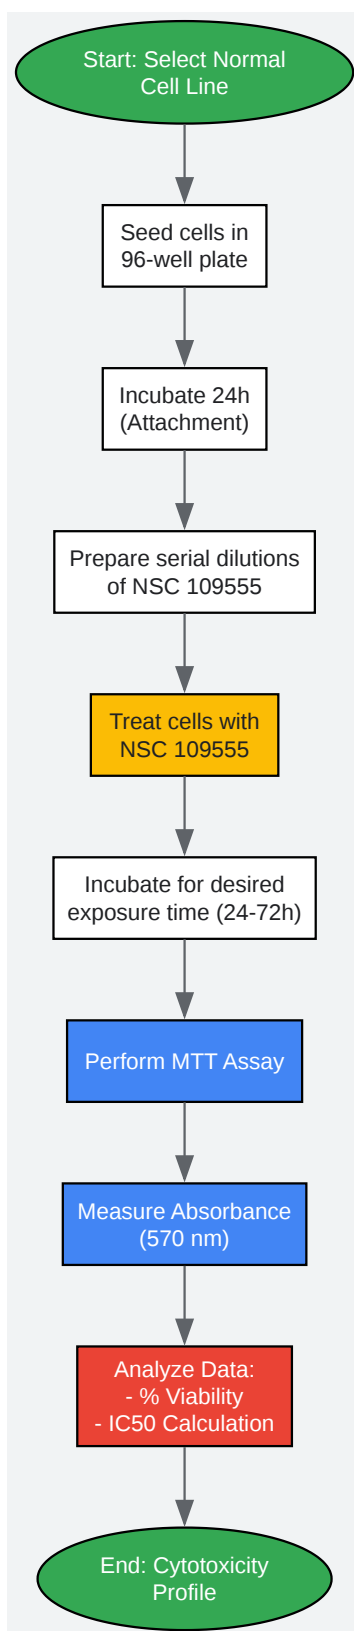 Start: Select Normal
Cell Line
Seed cells in
96-well plate
Incubate 24h
(Attachment)
Prepare serial dilutions
of NSC 109555
Treat cells with
NSC 109555
Incubate for desired
exposure time (24-72h)
Perform MTT Assay
Measure Absorbance
(570 nm)
Analyze Data:
- % Viability
- IC50 Calculation
End: Cytotoxicity
Profile